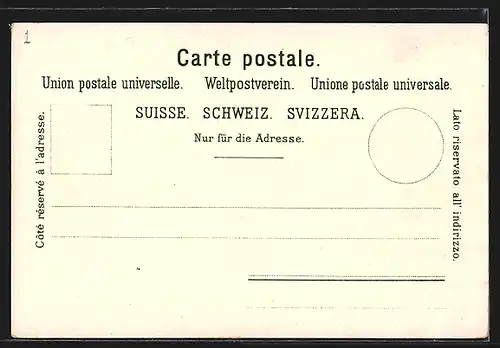 1
Carte postale.
Union postale universelle. Weltpostverein. Unione postale universale.
SUISSE. SCHWEIZ. SVIZZERA.
Nur für die Adresse.
Côté réservé à l'adresse.
Lato riservato all' indirizzo.